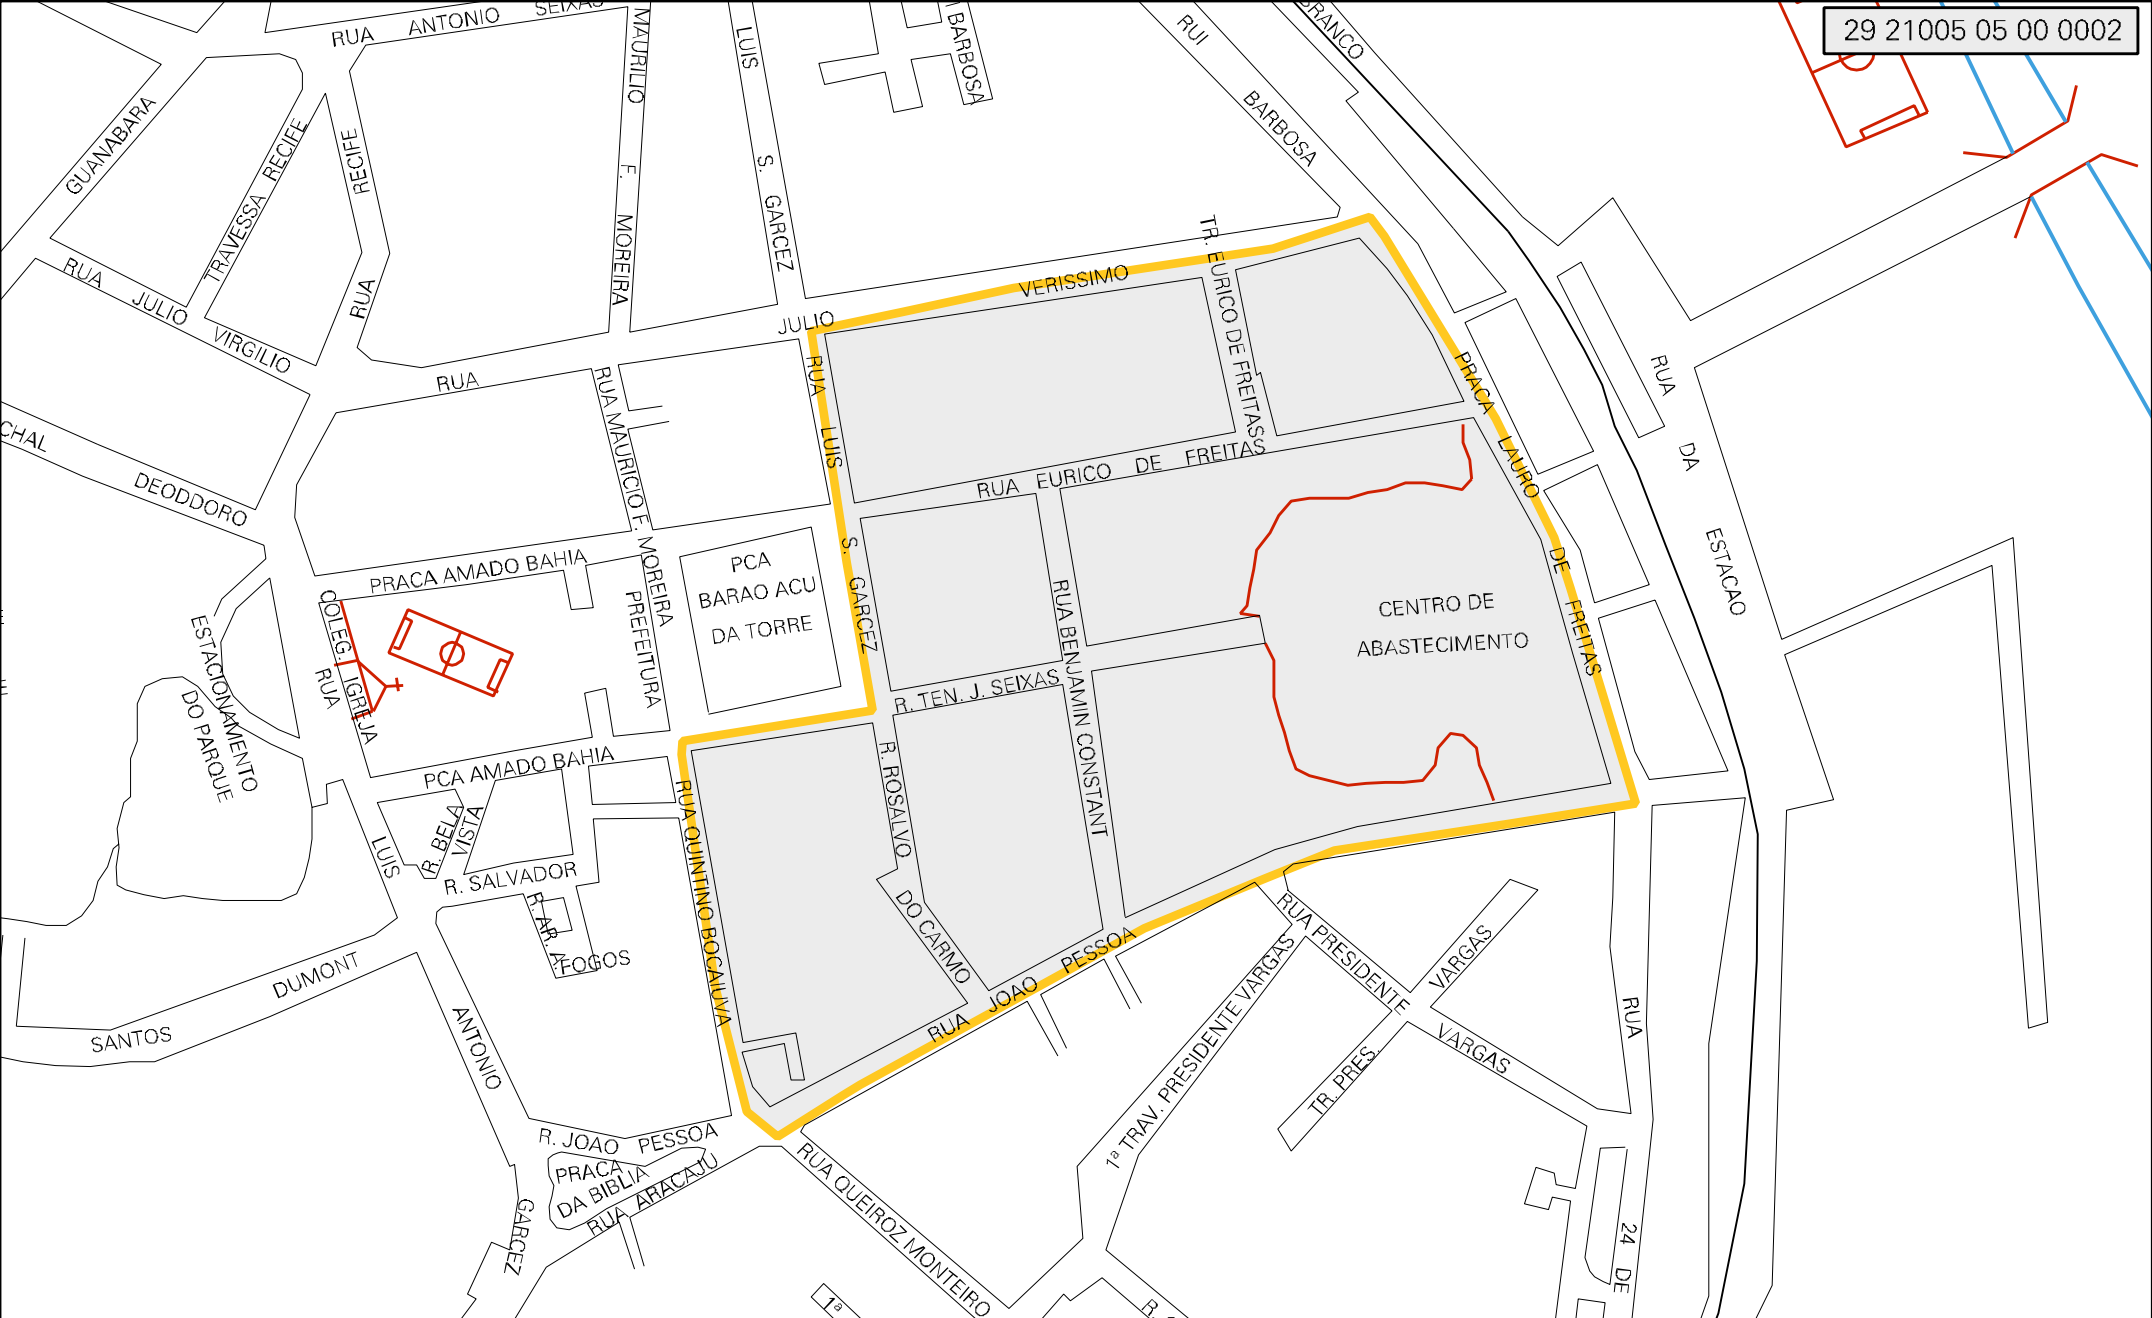 29 21005 05 00 0002
RUA ANTONIO SEIXAS
MAURILIO F. MOREIRA
LUIS S. GARCEZ
BARBOSA
RUI BARBOSA
BRANCO
GUANABARA
TRAVESSA RECIFE
RECIFE
RUA
RUA JULIO VIRGILIO
TR. EURICO DE FREITASS
VERISSIMO
JULIO
RUA
RUA LUIS S. GARCEZ
RUA MAURICIO F. MOREIRA
PRACA LAURO DE FREITAS
RUA DA ESTACAO
CHAL
DEODDORO
RUA EURICO DE FREITAS
PRACA AMADO BAHIA
PCA
BARAO ACU
DA TORRE
PREFEITURA
COLEG.
IGREJA
RUA
ESTACIONAMENTO
DO PARQUE
CENTRO DE
ABASTECIMENTO
RUA BENJAMIN CONSTANT
R. TEN. J. SEIXAS
PCA AMADO BAHIA
R. ROSALVO
DO CARMO
RUA QUINTINO BOCAIUVA
R. BELA
VISTA
LUIS
R. SALVADOR
R. AR. A.
FOGOS
SANTOS DUMONT
ANTONIO
GARCEZ
RUA JOAO PESSOA
RUA PRESIDENTE VARGAS
VARGAS
TR. PRES.
1ª TRAV. PRESIDENTE VARGAS
RUA
24 DE
R. JOAO PESSOA
PRACA
DA BIBLIA
RUA ARACAJU
RUA QUEIROZ MONTEIRO
1ª
R.